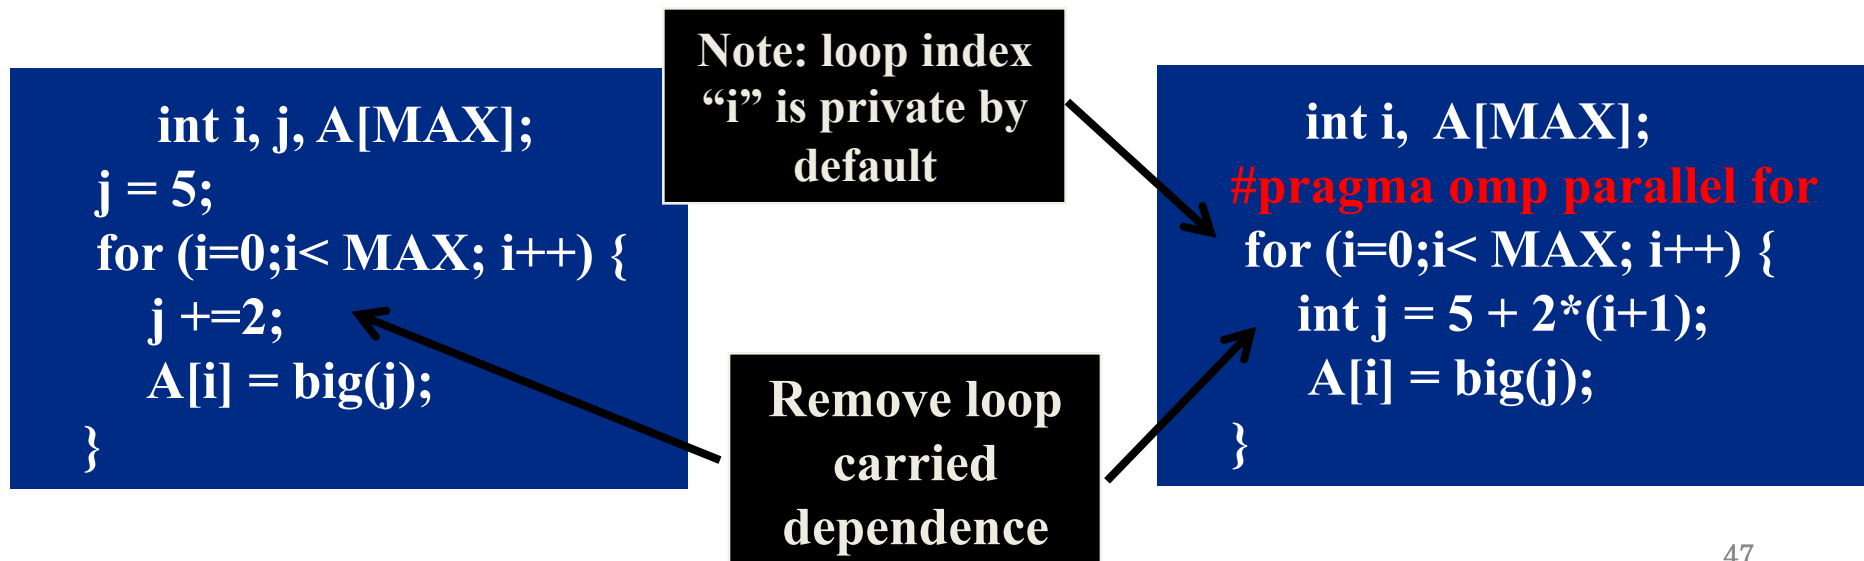 int i, j, A[MAX];
j = 5;
for (i=0;i< MAX; i++) {
j +=2;
A[i] = big(j);
}
Note: loop index
“i” is private by
default
Remove loop
carried
dependence
int i, A[MAX];
#pragma omp parallel for
for (i=0;i< MAX; i++) {
int j = 5 + 2*(i+1);
A[i] = big(j);
}
47